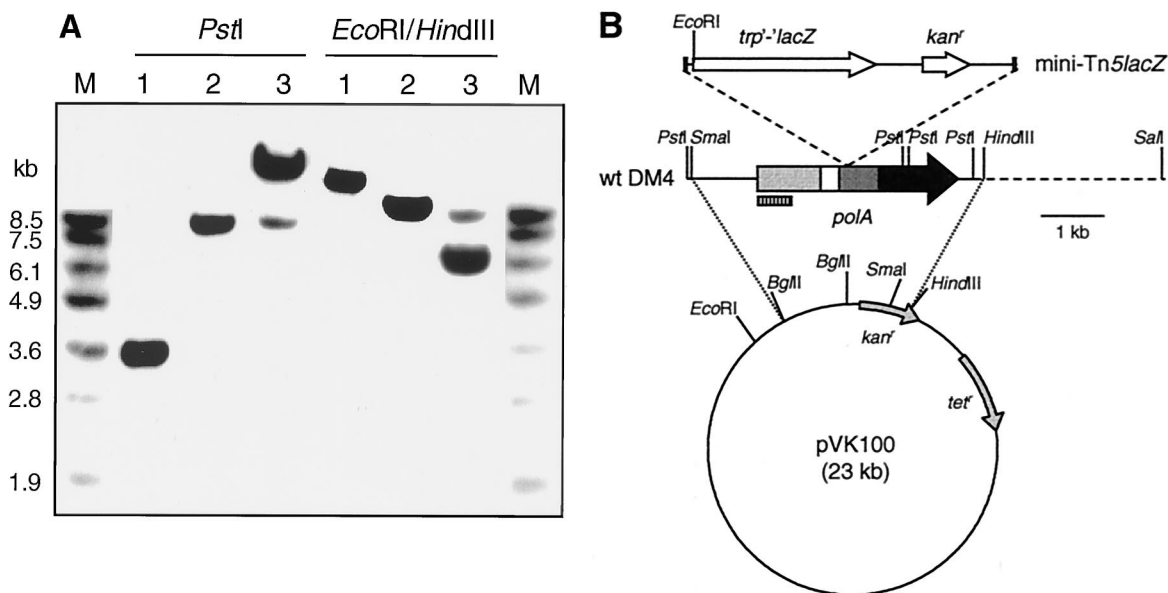 A
PstI EcoRI/HindIII
M 1 2 3 1 2 3 M
kb
8.5
7.5
6.1
4.9
3.6
2.8
1.9
B
EcoRI
trp'-'lacZ kanʳ
mini-Tn5lacZ
PstI SmaI PstI PstI PstI HindIII SalI
wt DM4
polA
1 kb
EcoRI BglII BglII SmaI HindIII
kanʳ
tetʳ
pVK100
(23 kb)